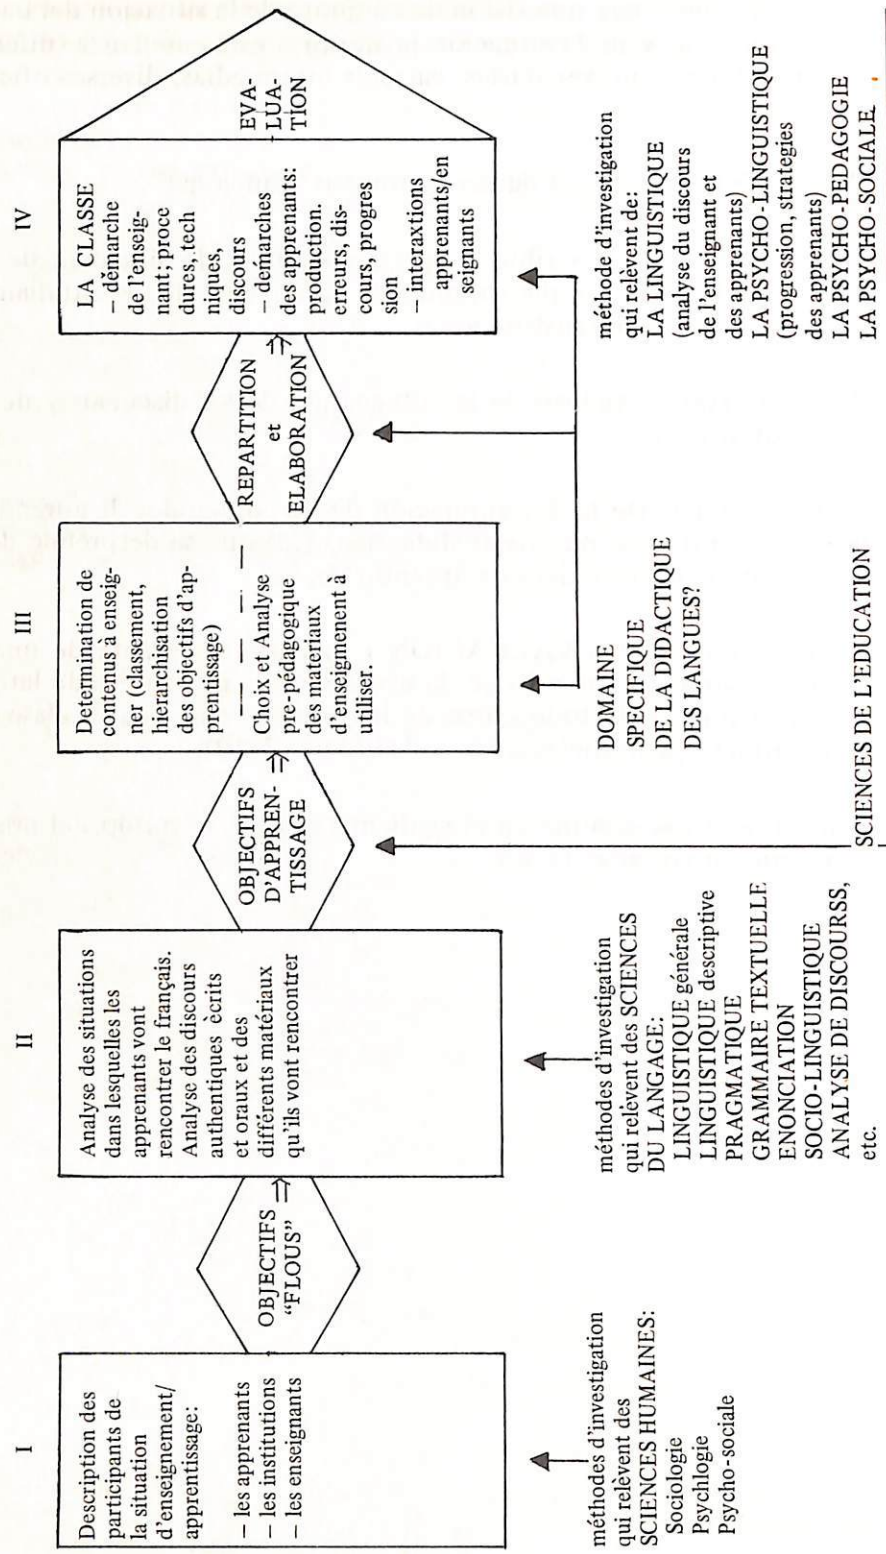 I
Description des
participants de
la situation
d'enseignement/
apprentissage:
– les apprenants
– les institutions
– les enseignants
OBJECTIFS
"FLOUS"
⇒
II
Analyse des situations
dans lesquelles les
apprenants vont
rencontrer le français.
Analyse des discours
authentiques ècrits
et oraux et des
différents matériaux
qu'ils vont rencontrer
OBJECTIFS
D'APPREN-
TISSAGE
⇒
III
Determination de
contenus à enseig-
ner (classement,
hierarchisation
des objectifs d'ap-
prentissage)
Choix et Analyse
pre-pédagogique
des materiaux
d'enseigmenent à
utiliser.
REPARTITION
et
ELABORATION
⇒
IV
LA CLASSE
– démarche
de l'enseig-
nant; proce
dures, tech
niques,
discours
– demarches
des apprenants:
production.
erreurs, dis-
cours, progres
sion
– interaxtions
apprenants/en
seignants
EVA-
LUA-
TION
méthodes d'investigation
qui relèvent des
SCIENCES HUMAINES:
Sociologie
Psychlogie
Psycho-sociale
méthodes d'investigation
qui relèvent des SCIENCES
DU LANGAGE:
LINGUISTIQUE générale
LINGUISTIQUE descriptive
PRAGMATIQUE
GRAMMAIRE TEXTUELLE
ENONCIATION
SOCIO-LINGUISTIQUE
ANALYSE DE DISCOURSS,
etc.
SCIENCES DE L'EDUCATION
DOMAINE
SPECIFIQUE
DE LA DIDACTIQUE
DES LANGUES?
méthode d'investigation
qui relèvent de:
LA LINGUISTIQUE
(analyse du discours
de l'enseignant et
des apprenants)
LA PSYCHO-LINGUISTIQUE
(progression, strategies
des apprenants)
LA PSYCHO-PEDAGOGIE
LA PSYCHO-SOCIALE